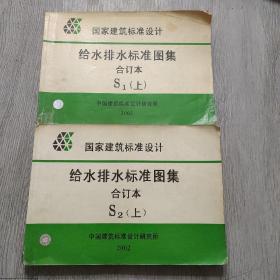 国家建筑标准设计
给水排水标准图集
合订本
S1(上)
中国建筑标准设计研究所
2002
国家建筑标准设计
给水排水标准图集
合订本
S2(上)
中国建筑标准设计研究所
2002